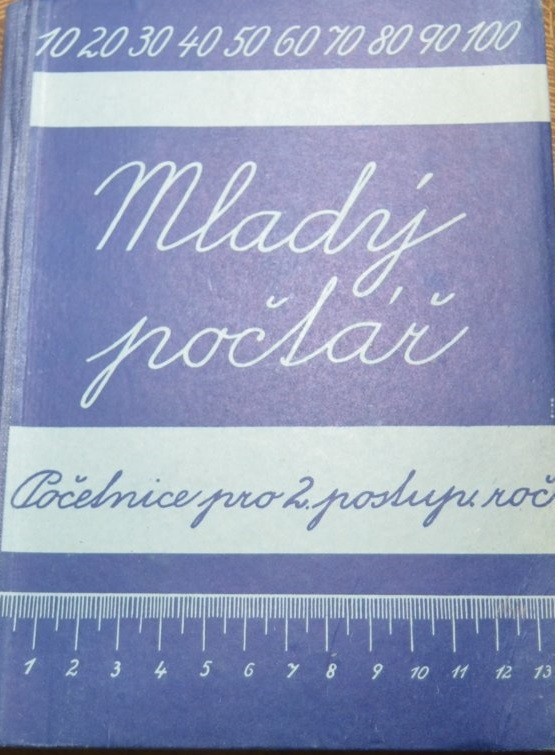 10 20 30 40 50 60 70 80 90 100
Mladý
počtář
Početnice pro 2. postup. roč
1 2 3 4 5 6 7 8 9 10 11 12 13